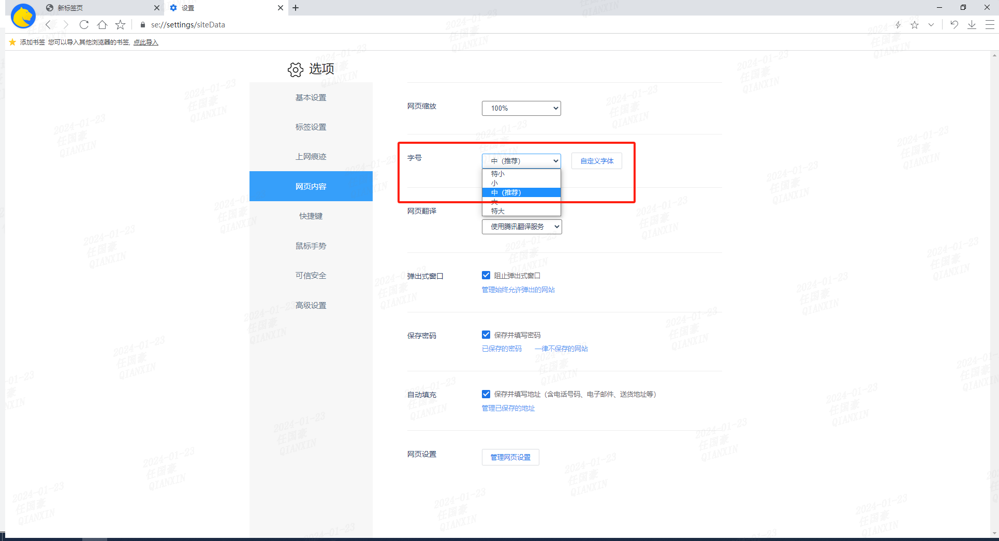 新标签页
设置
se://settings/siteData
添加书签 您可以导入其他浏览器的书签, 点此导入
选项
基本设置
标签设置
上网痕迹
网页内容
快捷键
鼠标手势
可信安全
高级设置
网页缩放
100%
字号
中（推荐）
自定义字体
特小
小
中（推荐）
大
特大
网页翻译
使用腾讯翻译服务
弹出式窗口
阻止弹出式窗口
管理始终允许弹出的网站
保存密码
保存并填写密码
已保存的密码 一律不保存的网站
自动填充
保存并填写地址（含电话号码、电子邮件、送货地址等）
管理已保存的地址
网页设置
管理网页设置
2024-01-23
任国豪
QIANXIN